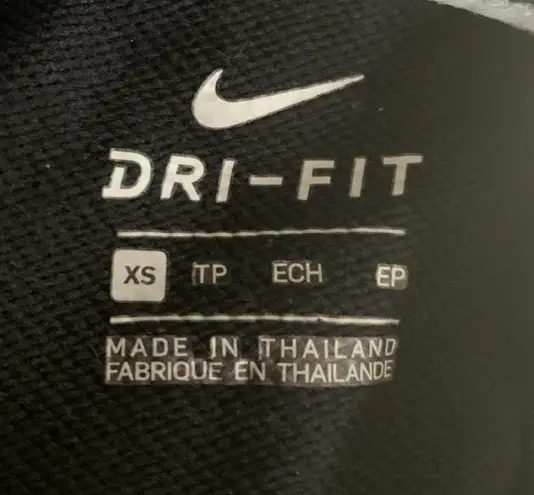 DRI-FIT
XS TP ECH EP
MADE IN THAILAND
FABRIQUE EN THAILANDE